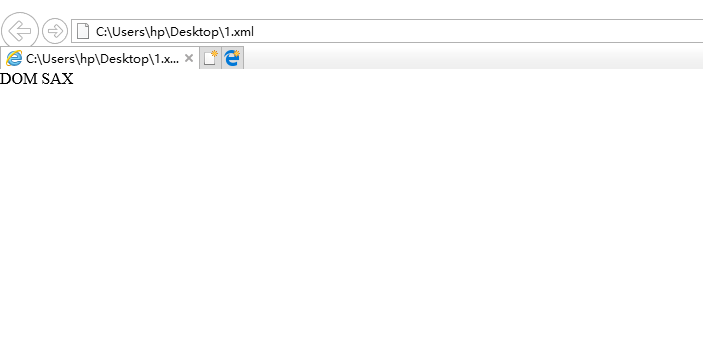 C:\Users\hp\Desktop\1.xml
C:\Users\hp\Desktop\1.x...
DOM SAX